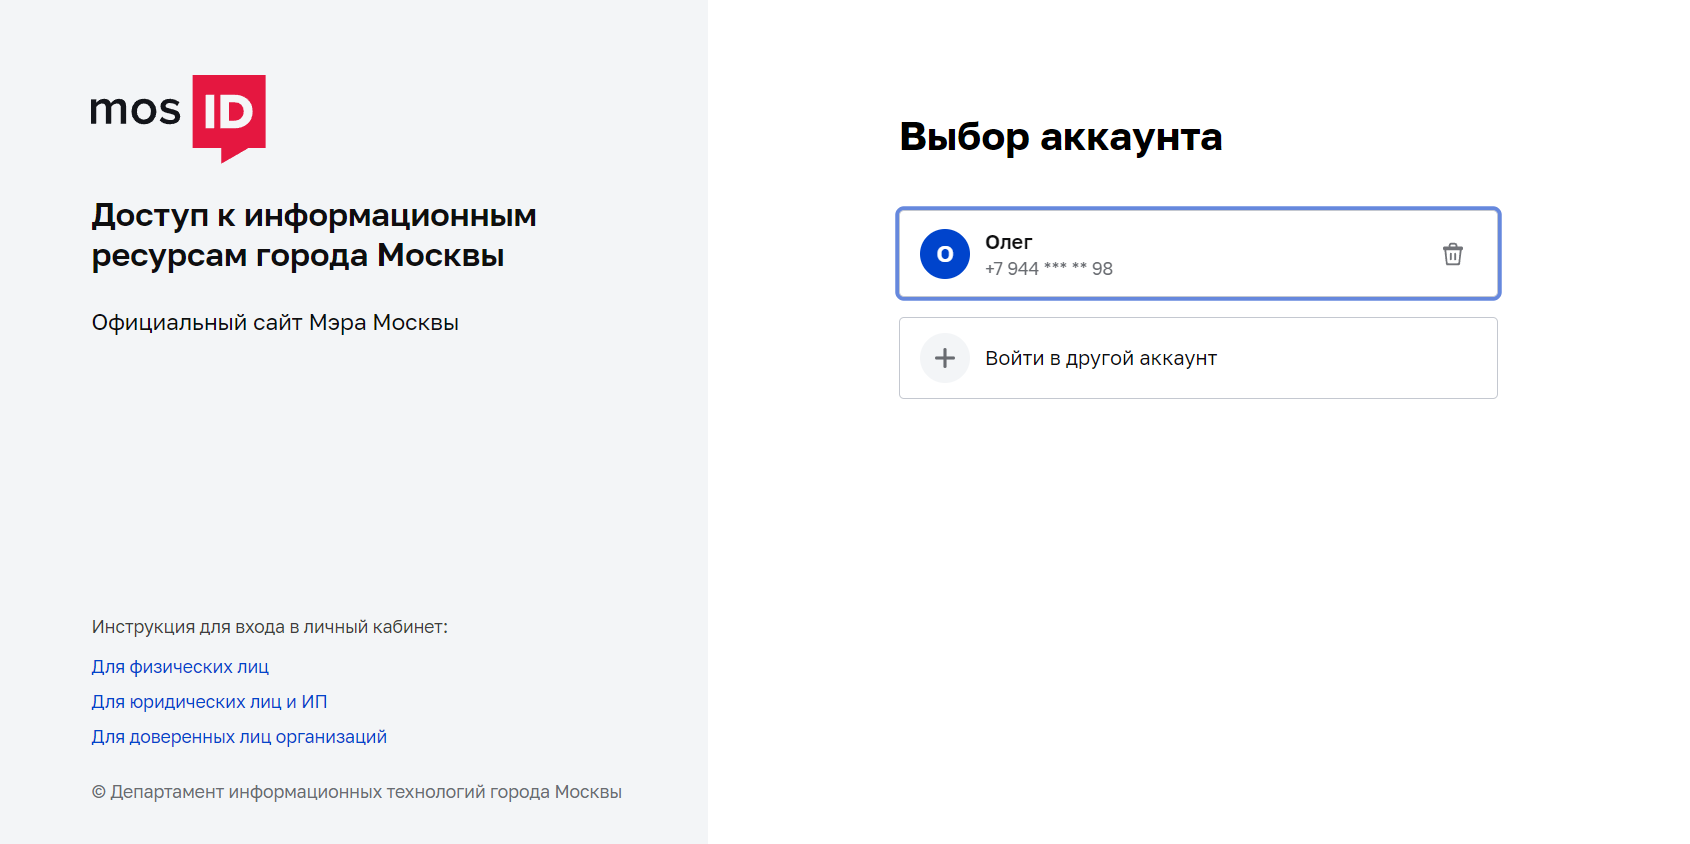 mos ID
Доступ к информационным
ресурсам города Москвы
Официальный сайт Мэра Москвы
Инструкция для входа в личный кабинет:
Для физических лиц
Для юридических лиц и ИП
Для доверенных лиц организаций
© Департамент информационных технологий города Москвы
Выбор аккаунта
О
Олег
+7 944 *** ** 98
Войти в другой аккаунт